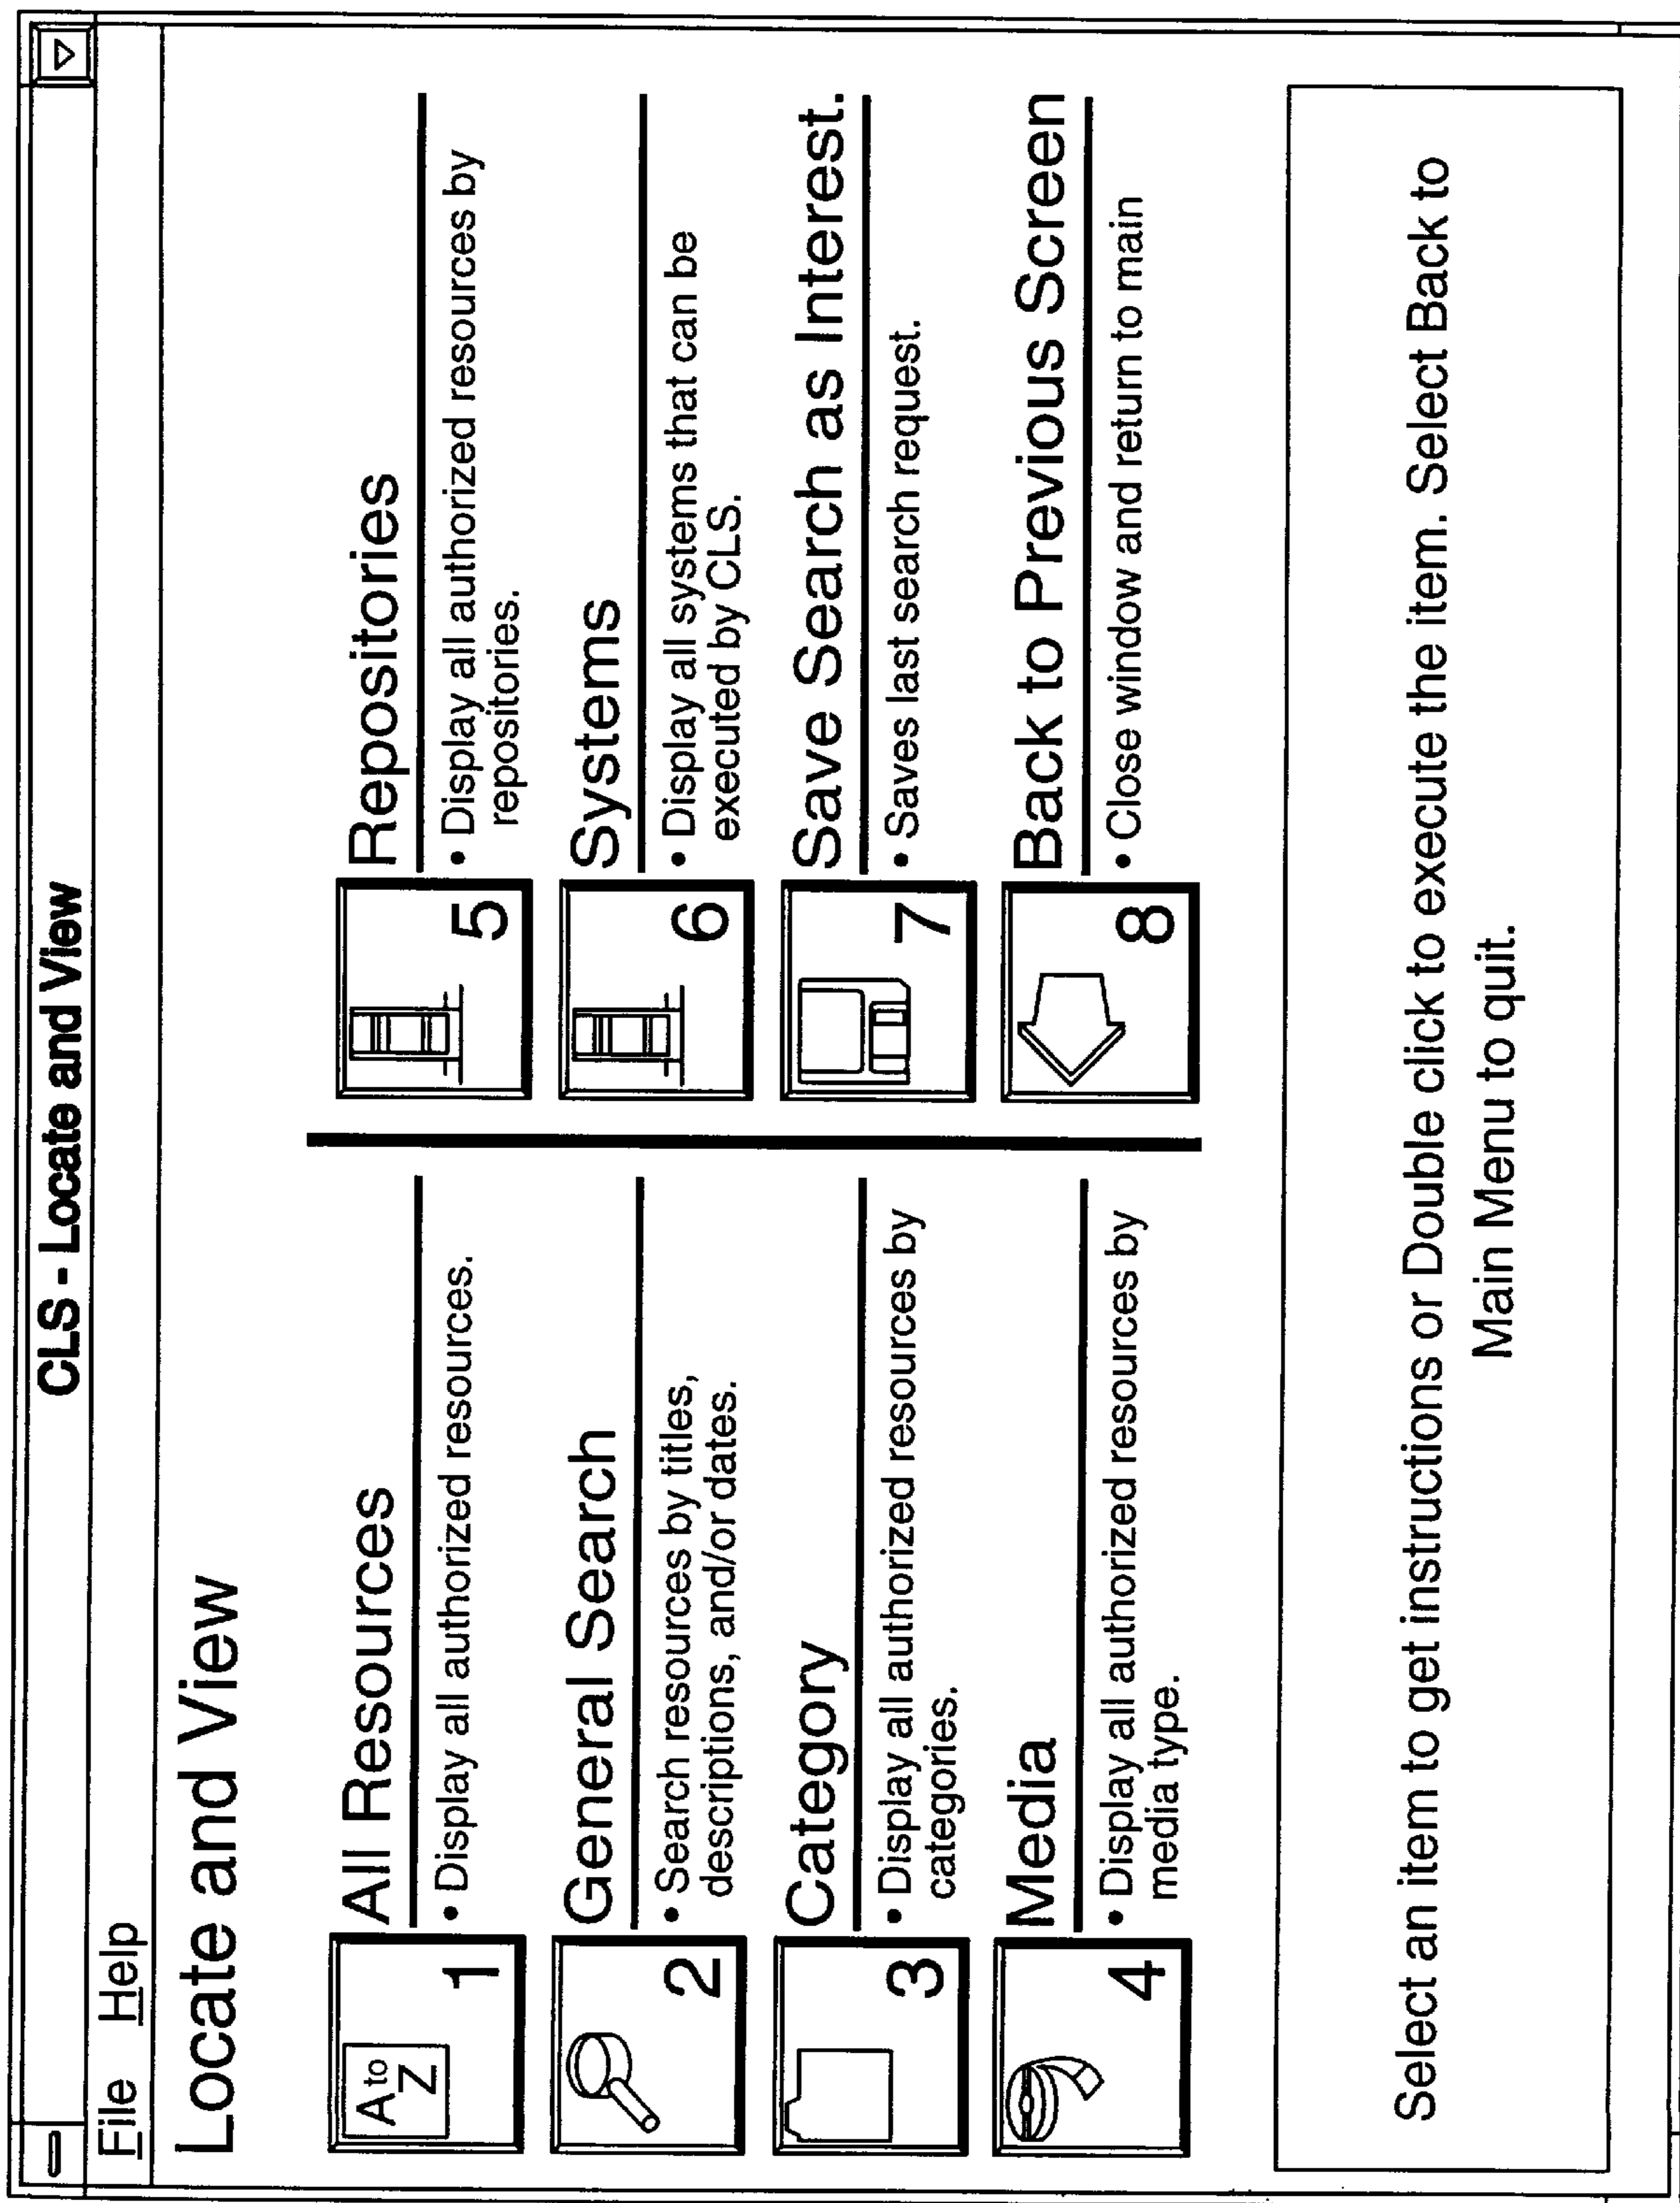 CLS - Locate and View
File Help
Locate and View
A to
Z
1
All Resources
• Display all authorized resources.
2
General Search
• Search resources by titles,
descriptions, and/or dates.
3
Category
• Display all authorized resources by
categories.
4
Media
• Display all authorized resources by
media type.
5
Repositories
• Display all authorized resources by
repositories.
6
Systems
• Display all systems that can be
executed by CLS.
7
Save Search as Interest.
• Saves last search request.
8
Back to Previous Screen
• Close window and return to main
Select an item to get instructions or Double click to execute the item. Select Back to
Main Menu to quit.